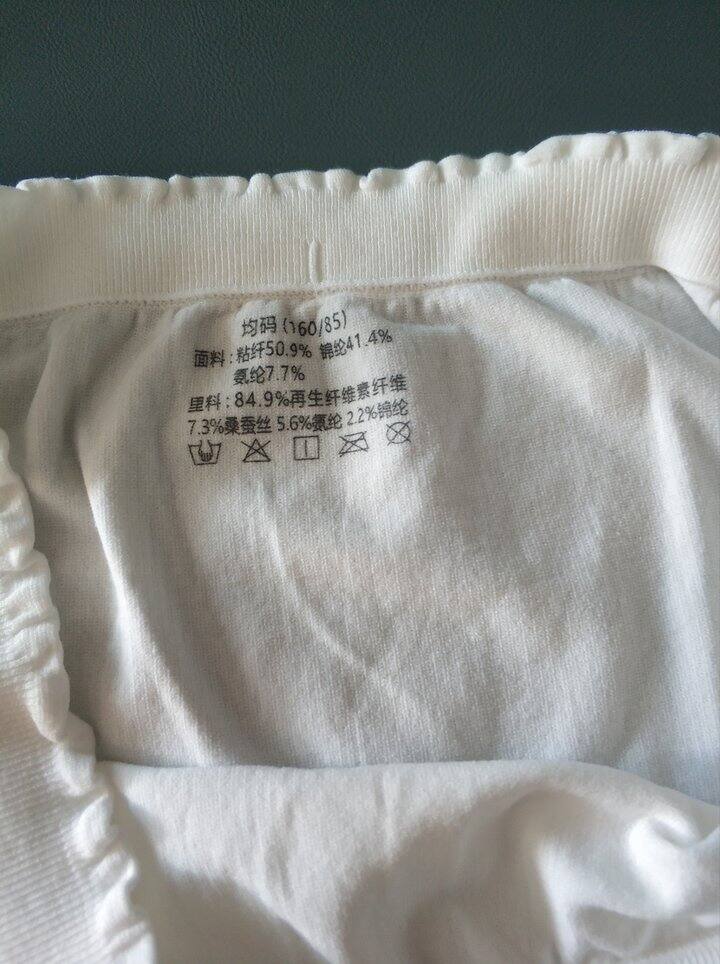 均码(160/85)
面料:粘纤50.9% 锦纶41.4%
氨纶7.7%
里料:84.9%再生纤维素纤维
7.3%桑蚕丝 5.6%氨纶 2.2%锦纶